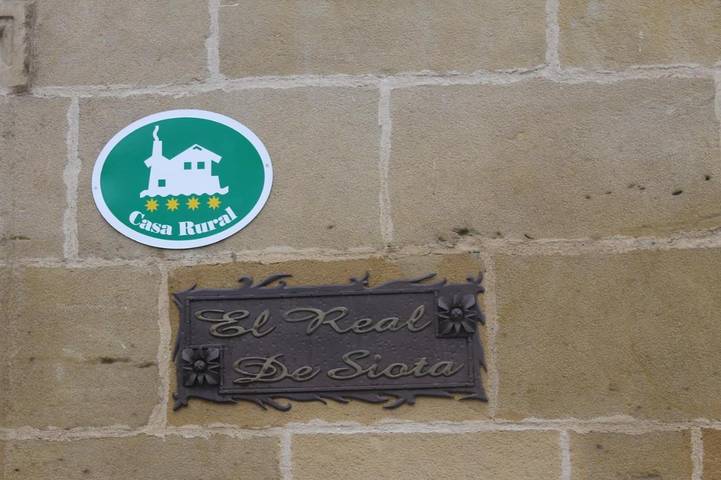 Casa Rural
El Real
De Siota